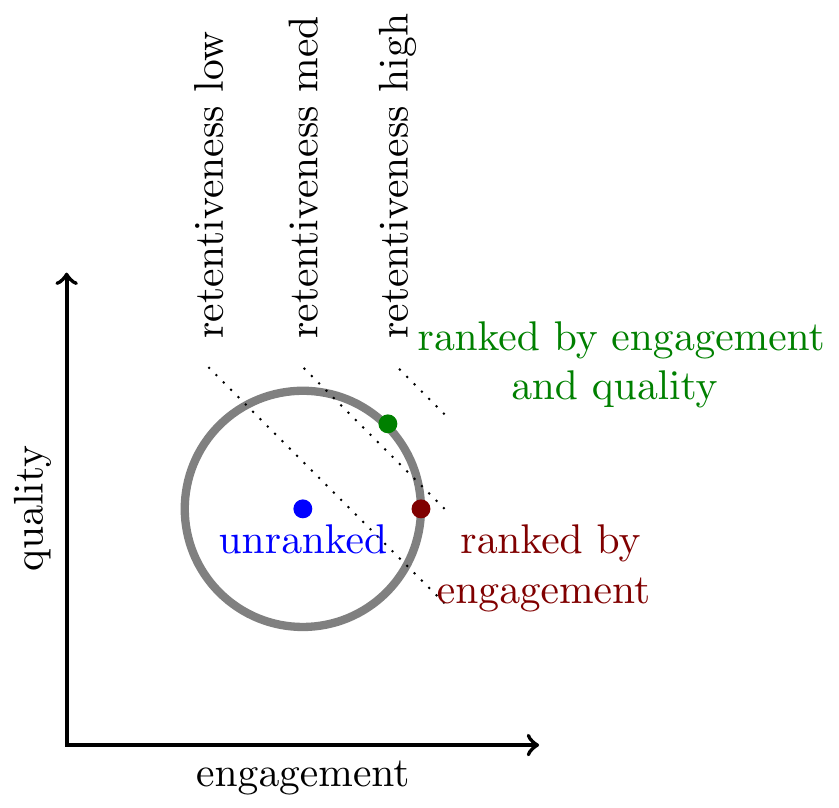 retentiveness low
retentiveness med
retentiveness high
ranked by engagement
and quality
quality
unranked
ranked by
engagement
engagement